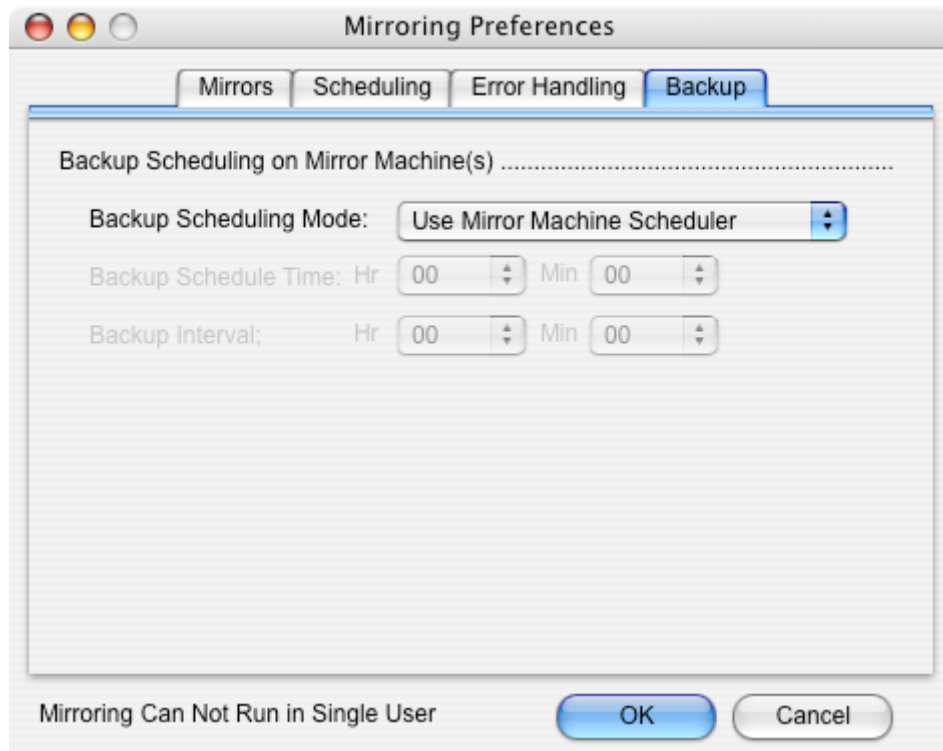 Mirroring Preferences
Mirrors Scheduling Error Handling Backup
Backup Scheduling on Mirror Machine(s) ............................................................
Backup Scheduling Mode: Use Mirror Machine Scheduler
Backup Schedule Time: Hr 00 Min 00
Backup Interval; Hr 00 Min 00
Mirroring Can Not Run in Single User OK Cancel